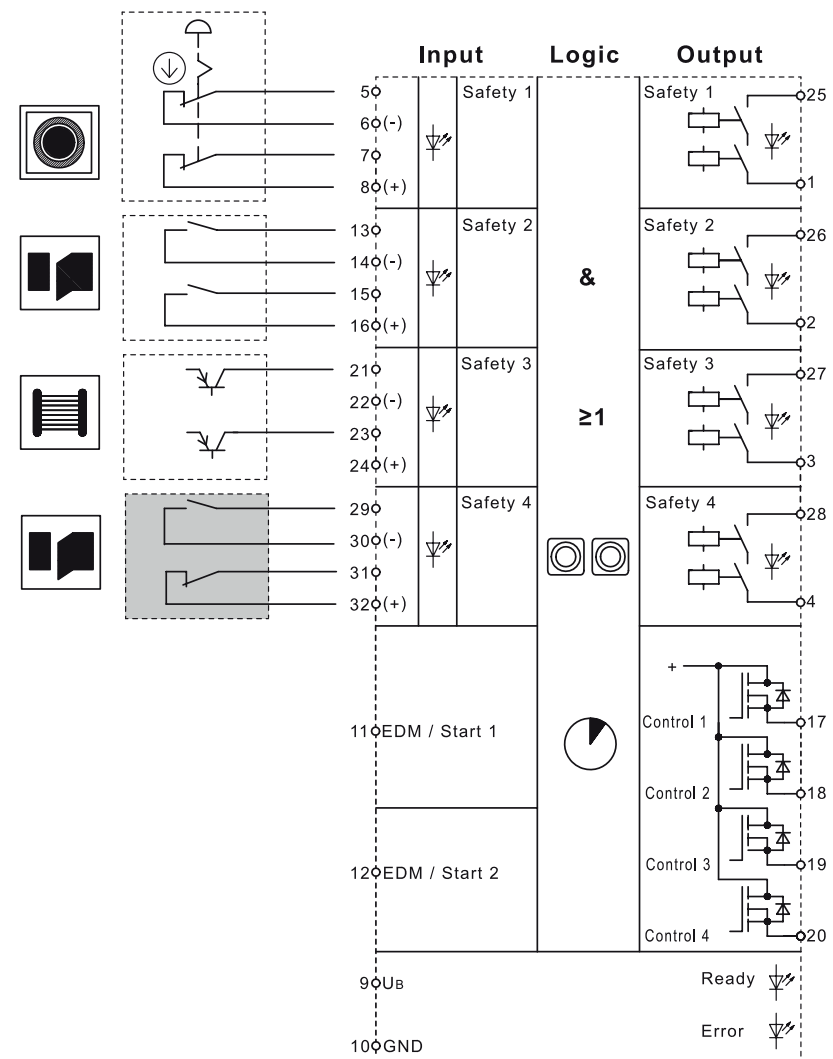 Input Logic Output
5 Safety 1 Safety 1 25
6 (-)
7
8 (+) 1
13 Safety 2 Safety 2 26
14 (-)
&
15
16 (+) 2
21 Safety 3 Safety 3 27
22 (-)
≥1
23
24 (+) 3
29 Safety 4 Safety 4 28
30 (-)
31
32 (+) 4
+
Control 1 17
11 EDM / Start 1
Control 2 18
Control 3 19
12 EDM / Start 2
Control 4 20
9 UB Ready
Error
10 GND